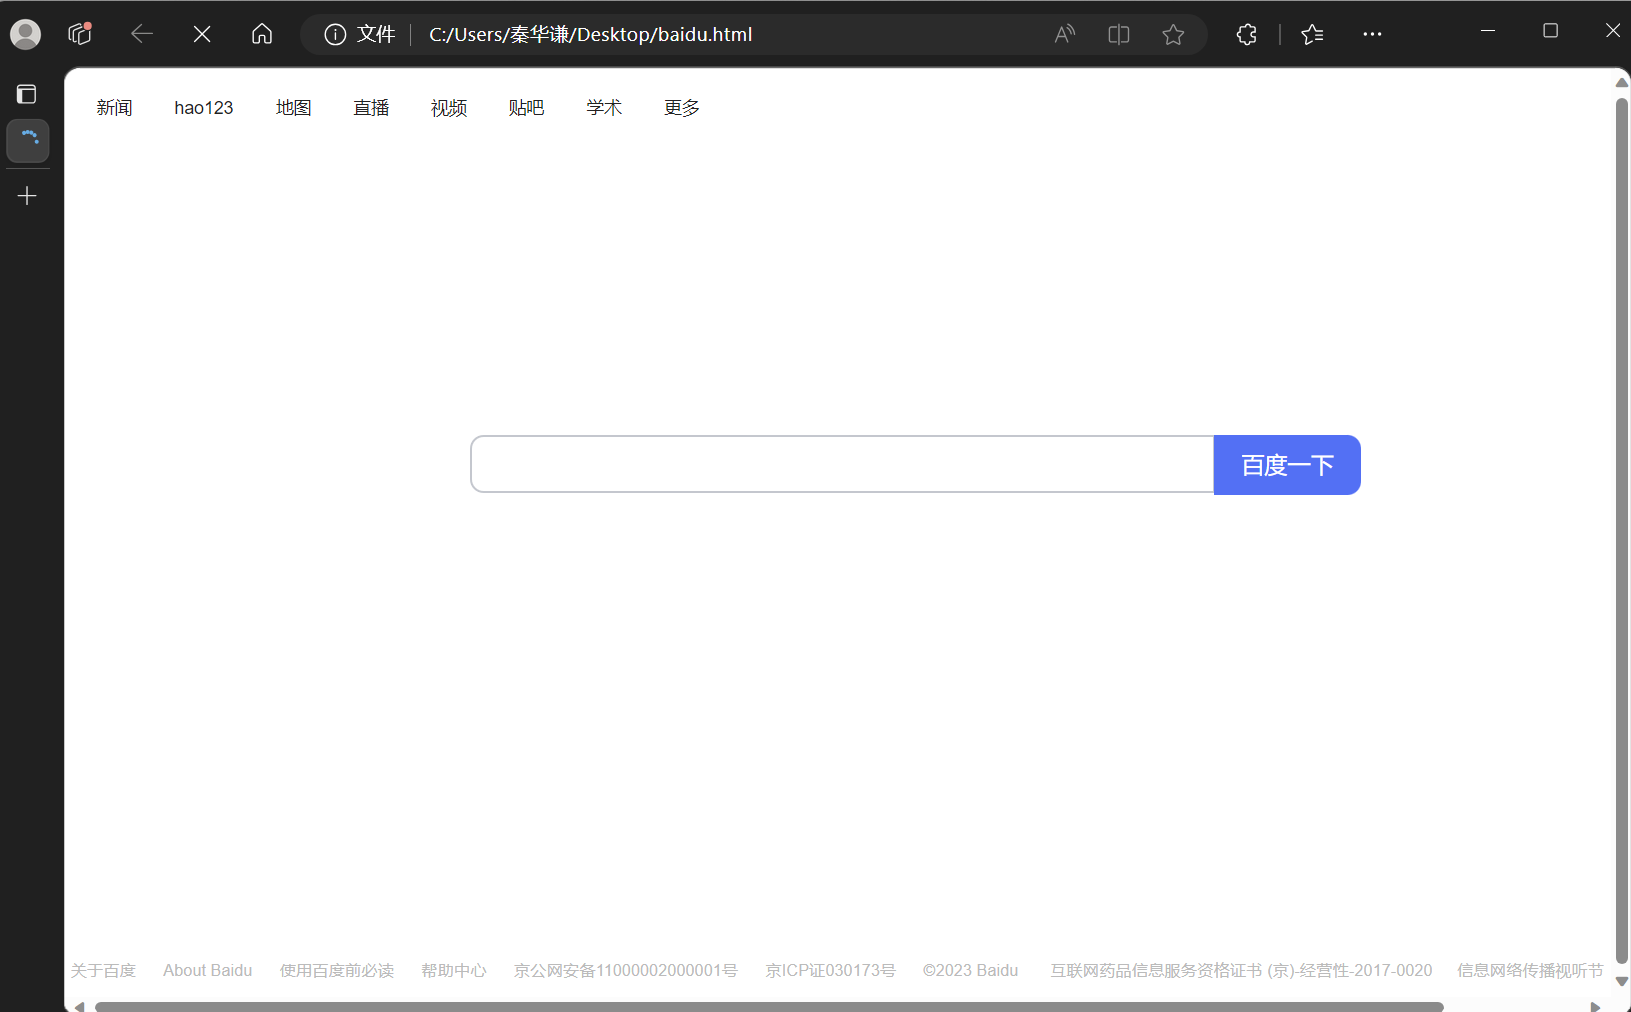 文件 C:/Users/秦华谦/Desktop/baidu.html
新闻 hao123 地图 直播 视频 贴吧 学术 更多
百度一下
关于百度 About Baidu 使用百度前必读 帮助中心 京公网安备11000002000001号 京ICP证030173号 ©2023 Baidu 互联网药品信息服务资格证书 (京)-经营性-2017-0020 信息网络传播视听节